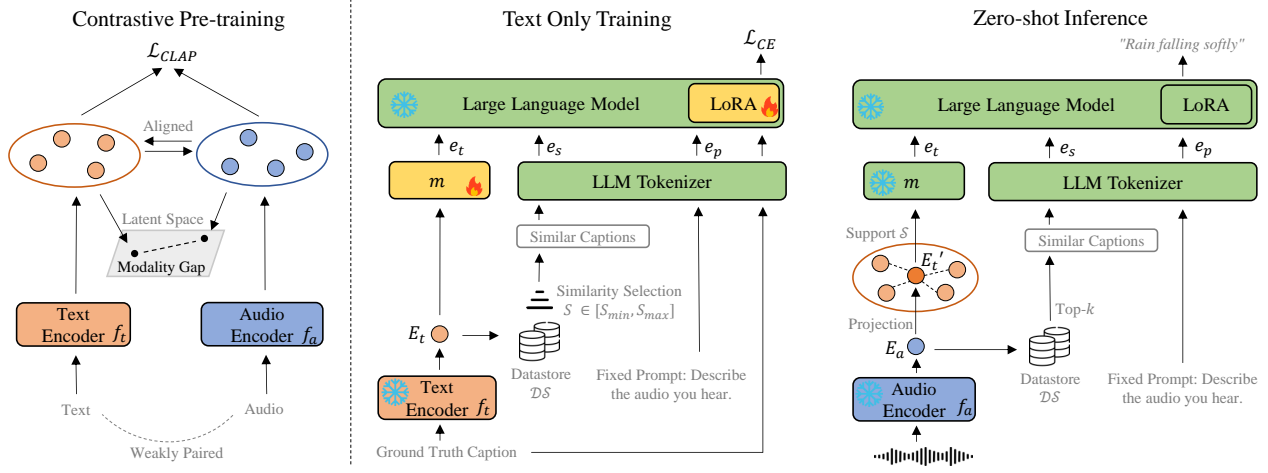 Contrastive Pre-training
ℒ_CLAP
Aligned
Latent Space
Modality Gap
Text
Encoder f_t
Audio
Encoder f_a
Text
Audio
Weakly Paired
Text Only Training
ℒ_CE
Large Language Model
LoRA
e_t
e_s
e_p
m
LLM Tokenizer
Similar Captions
Similarity Selection
S ∈ [S_min, S_max]
E_t
Datastore
𝒟𝒮
Text
Encoder f_t
Fixed Prompt: Describe
the audio you hear.
Ground Truth Caption
Zero-shot Inference
"Rain falling softly"
Large Language Model
LoRA
e_t
e_s
e_p
m
LLM Tokenizer
Support 𝒮
Similar Captions
E_t'
Projection
Top-k
E_a
Datastore
𝒟𝒮
Audio
Encoder f_a
Fixed Prompt: Describe
the audio you hear.